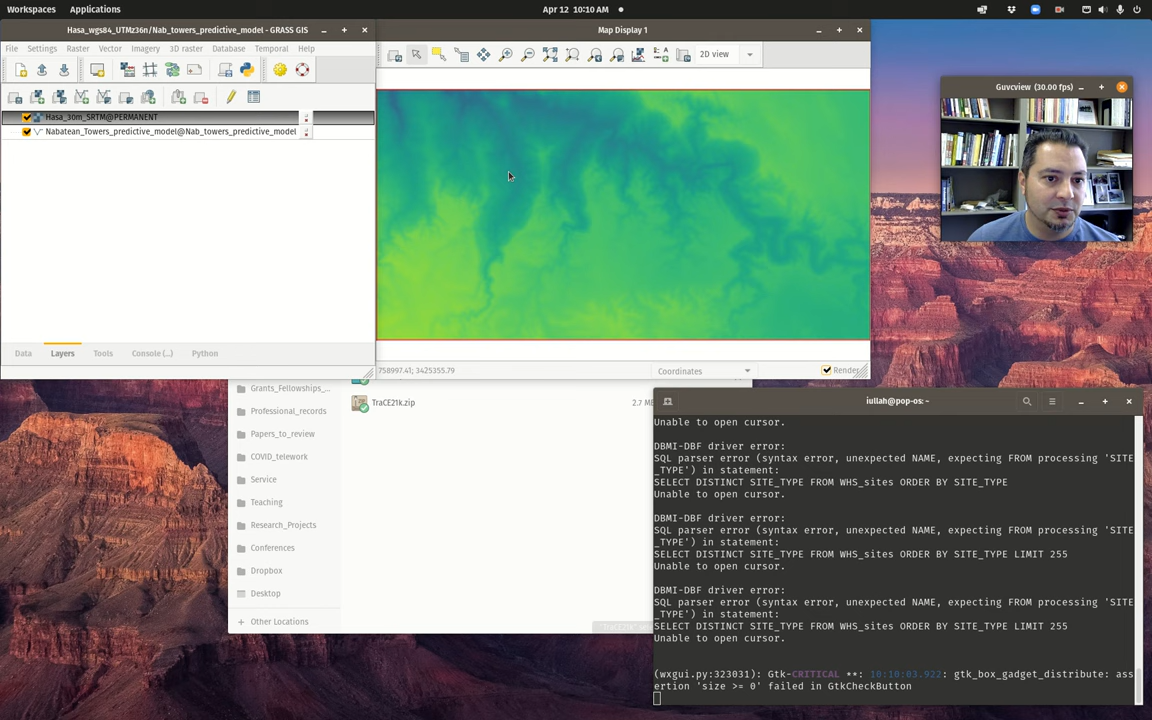 Workspaces Applications Apr 12 10:10 AM
Hasa_wgs84_UTMz36n/Nab_towers_predictive_model - GRASS GIS
File Settings Raster Vector Imagery 3D raster Database Temporal Help
Hasa_30m_SRTM@PERMANENT
Nabatean_Towers_predictive_model@Nab_towers_predictive_model
Data Layers Tools Console (...) Python
Map Display 1
2D view
758997.41; 3425355.79 Coordinates Render
Guvcview (30.00 fps)
Grants_Fellowships_...
Professional_records
Papers_to_review
COVID_telework
Service
Teaching
Research_Projects
Conferences
Dropbox
Desktop
Other Locations
TraCE21k.zip 2.7 MB
iullah@pop-os: ~
Unable to open cursor.
DBMI-DBF driver error:
SQL parser error (syntax error, unexpected NAME, expecting FROM processing 'SITE
_TYPE') in statement:
SELECT DISTINCT SITE_TYPE FROM WHS_sites ORDER BY SITE_TYPE
Unable to open cursor.
DBMI-DBF driver error:
SQL parser error (syntax error, unexpected NAME, expecting FROM processing 'SITE
_TYPE') in statement:
SELECT DISTINCT SITE_TYPE FROM WHS_sites ORDER BY SITE_TYPE LIMIT 255
Unable to open cursor.
DBMI-DBF driver error:
SQL parser error (syntax error, unexpected NAME, expecting FROM processing 'SITE
_TYPE') in statement:
SELECT DISTINCT SITE_TYPE FROM WHS_sites ORDER BY SITE_TYPE LIMIT 255
Unable to open cursor.
(wxgui.py:323031): Gtk-CRITICAL **: 10:10:03.922: gtk_box_gadget_distribute: ass
ertion 'size >= 0' failed in GtkCheckButton